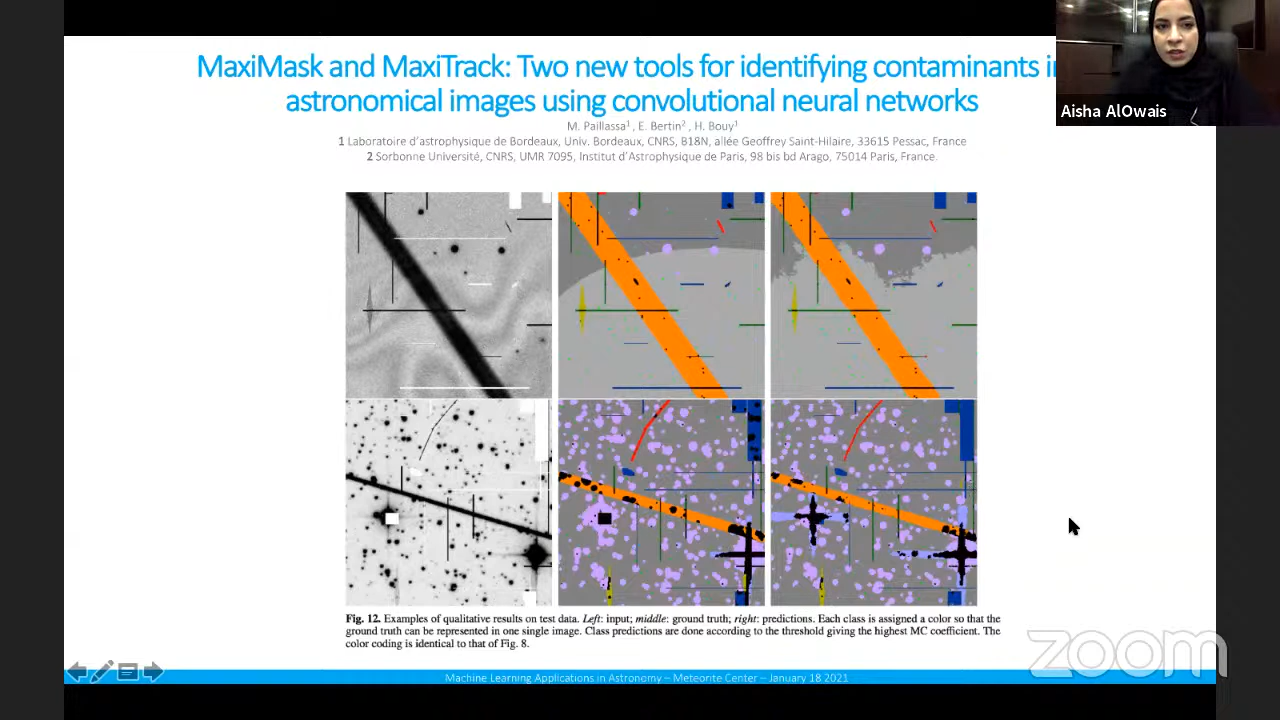 MaxiMask and MaxiTrack: Two new tools for identifying contaminants in
astronomical images using convolutional neural networks
Aisha AlOwais
M. Paillassa¹, E. Bertin², H. Bouy¹
1 Laboratoire d'astrophysique de Bordeaux, Univ. Bordeaux, CNRS, B18N, allée Geoffrey Saint-Hilaire, 33615 Pessac, France
2 Sorbonne Université, CNRS, UMR 7095, Institut d'Astrophysique de Paris, 98 bis bd Arago, 75014 Paris, France.
Fig. 12. Examples of qualitative results on test data. Left: input; middle: ground truth; right: predictions. Each class is assigned a color so that the
ground truth can be represented in one single image. Class predictions are done according to the threshold giving the highest MC coefficient. The
color coding is identical to that of Fig. 8.
zoom
Machine Learning Applications in Astronomy – Meteorite Center – January 18 2021